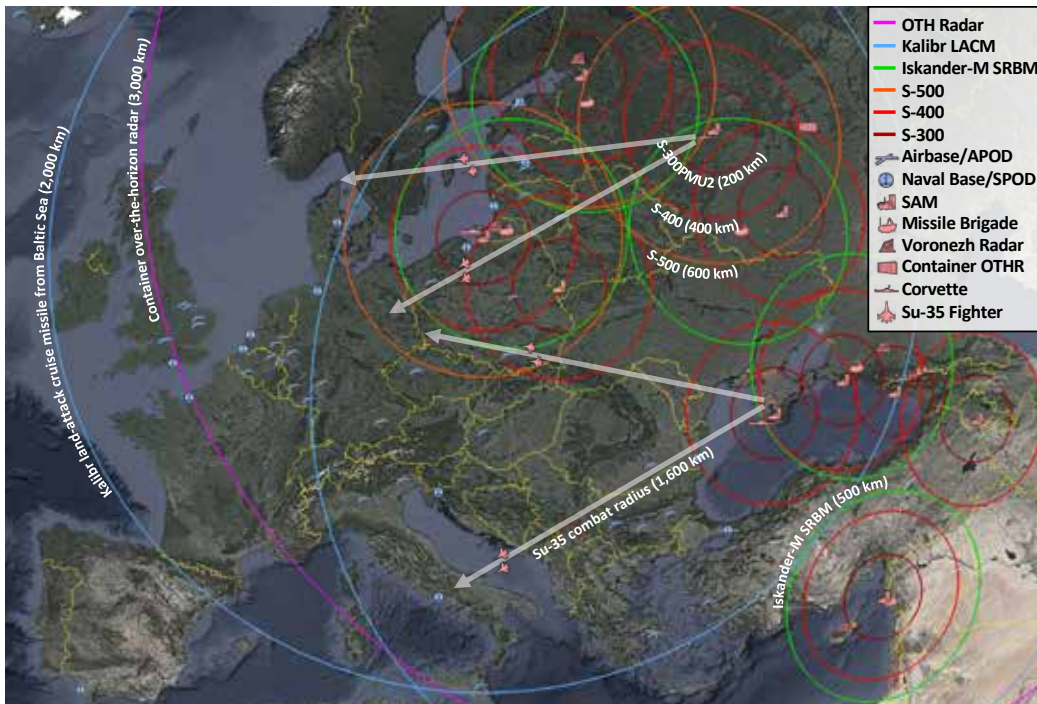 OTH Radar
Kalibr LACM
Iskander-M SRBM
S-500
S-400
S-300
Airbase/APOD
Naval Base/SPOD
SAM
Missile Brigade
Voronezh Radar
Container OTHR
Corvette
Su-35 Fighter
Kalibr land-attack cruise missile from Baltic Sea (2,000 km)
Container over-the-horizon radar (3,000 km)
S-300PMU2 (200 km)
S-400 (400 km)
S-500 (600 km)
Su-35 combat radius (1,600 km)
Iskander-M SRBM (500 km)